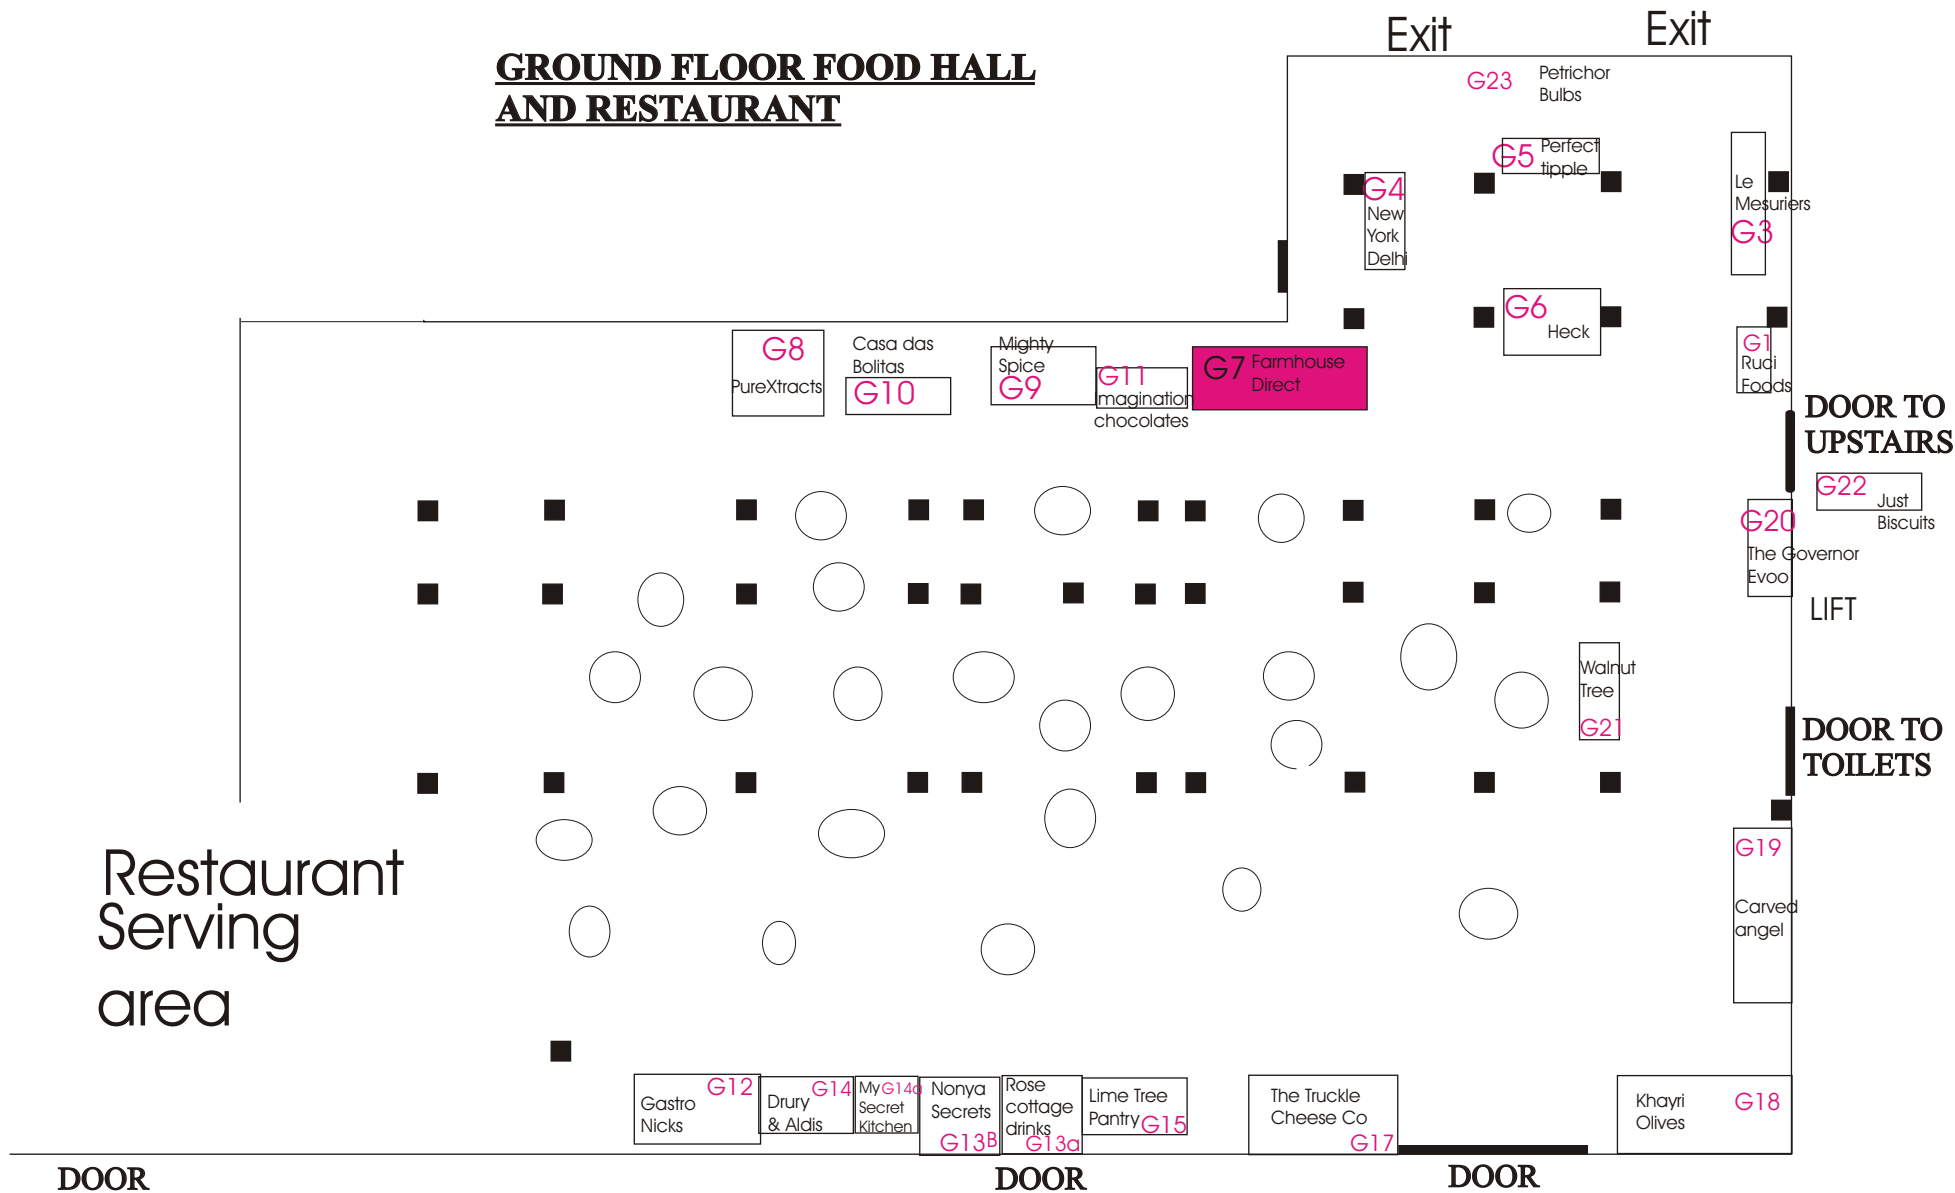 Exit
Exit
GROUND FLOOR FOOD HALL
AND RESTAURANT
G23
Petrichor
Bulbs
G5
Perfect
tipple
G4
New
York
Delhi
Le
Mesuriers
G3
G6
Heck
G1
Ruci
Foods
G8
PureXtracts
Casa das
Bolitas
G10
Mighty
Spice
G9
G11
Imagination
chocolates
G7
Farmhouse
Direct
DOOR TO
UPSTAIRS
G22
Just
Biscuits
G20
The Governor
Evoo
LIFT
Walnut
Tree
G21
DOOR TO
TOILETS
Restaurant
Serving
area
G19
Carved
angel
G12
Gastro
Nicks
G14
Drury
& Aldis
My G14a
Secret
Kitchen
Nonya
Secrets
G13B
Rose
cottage
drinks
G13a
Lime Tree
Pantry G15
The Truckle
Cheese Co
G17
Khayri
Olives
G18
DOOR
DOOR
DOOR